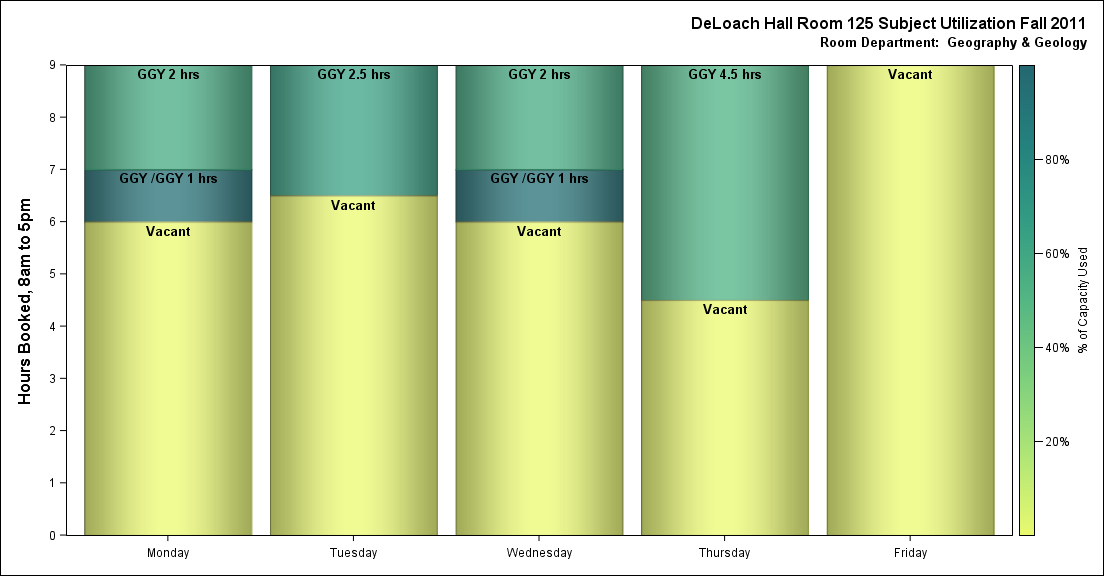 DeLoach Hall Room 125 Subject Utilization Fall 2011
Room Department:  Geography & Geology
Hours Booked, 8am to 5pm
9
8
7
6
5
4
3
2
1
0
GGY 2 hrs
GGY /GGY 1 hrs
Vacant
GGY 2.5 hrs
Vacant
GGY 2 hrs
GGY /GGY 1 hrs
Vacant
GGY 4.5 hrs
Vacant
Vacant
Monday
Tuesday
Wednesday
Thursday
Friday
80%
60%
40%
20%
% of Capacity Used